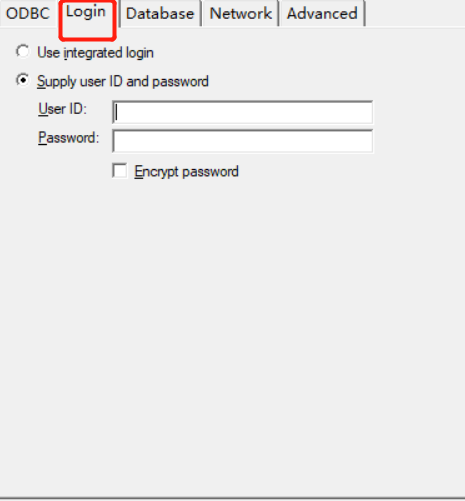 ODBC Login Database Network Advanced
Use integrated login
Supply user ID and password
User ID:
Password:
Encrypt password